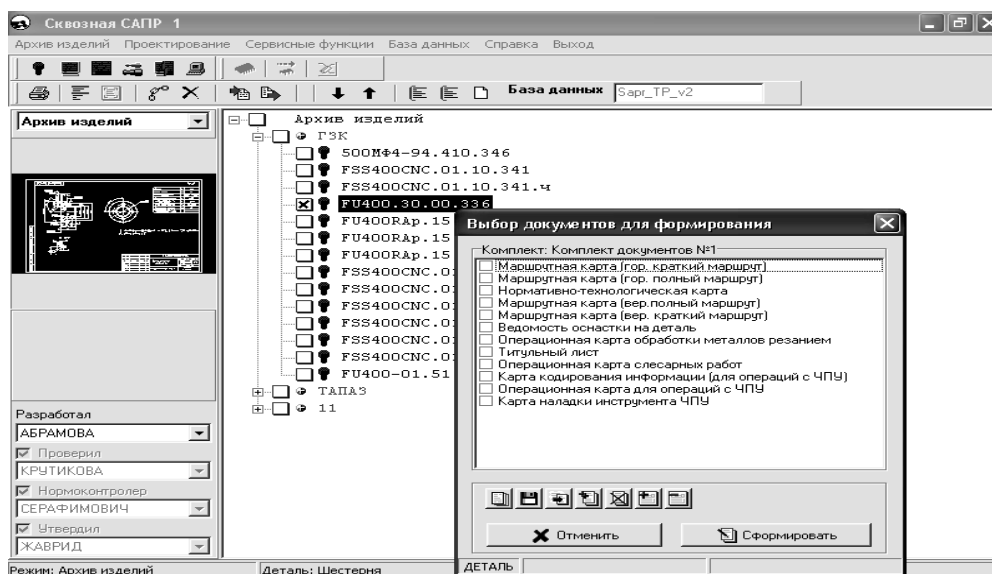 Сквозная САПР 1
Архив изделий Проектирование Сервисные функции База данных Справка Выход
База данных Sapr_TP_v2
Архив изделий
Архив изделий
ГЗК
500МФ4-94.410.346
FSS400CNC.01.10.341
FSS400CNC.01.10.341.ч
FU400.30.00.336
FU400RAp.15
FU400RAp.15
FU400RAp.15
FSS400CNC.01
FSS400CNC.01
FSS400CNC.0
FSS400CNC.0
FSS400CNC.0
FSS400CNC.0
FU400-01.51
ТАПАЗ
11
Выбор документов для формирования
Комплект: Комплект документов №1
Маршрутная карта (гор. краткий маршрут)
Маршрутная карта (гор. полный маршрут)
Нормативно-технологическая карта
Маршрутная карта (вер.полный маршрут)
Маршрутная карта (вер. краткий маршрут)
Ведомость оснастки на деталь
Операционная карта обработки металлов резанием
Титульный лист
Операционная карта слесарных работ
Карта кодирования информации (для операций с ЧПУ)
Операционная карта для операций с ЧПУ
Карта наладки инструмента ЧПУ
Отменить Сформировать
ДЕТАЛЬ
Разработал
АБРАМОВА
Проверил
КРУТИКОВА
Нормоконтролер
СЕРАФИМОВИЧ
Утвердил
ЖАВРИД
Режим: Архив изделий Деталь: Шестерня